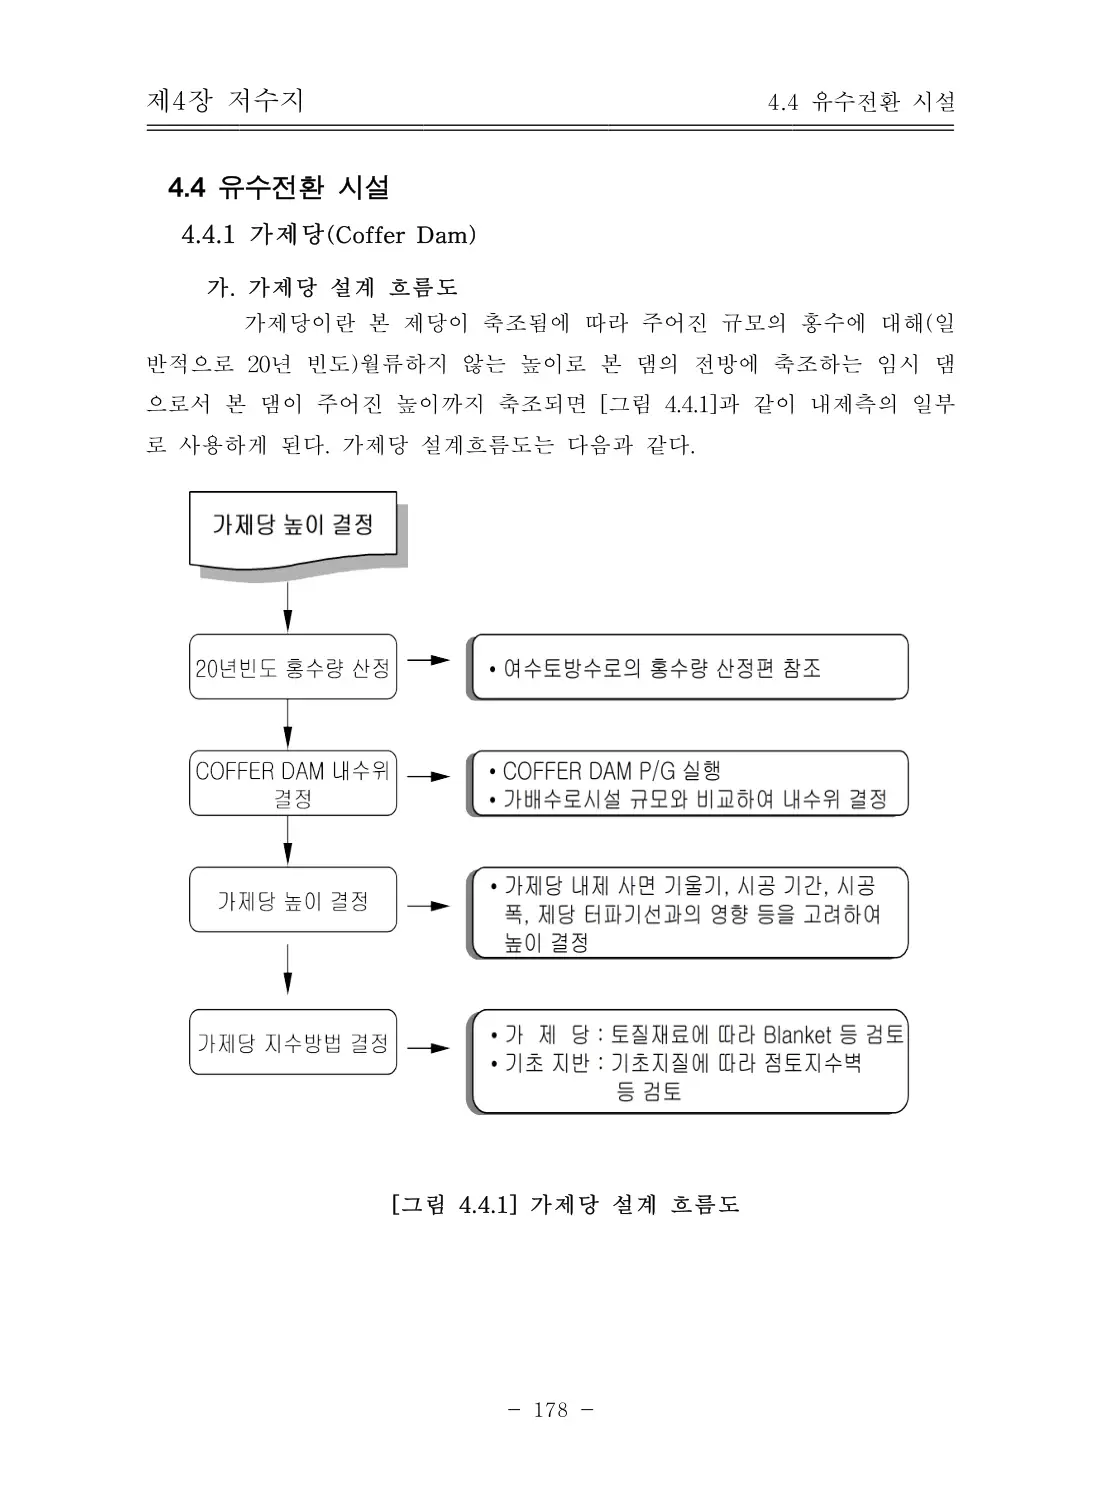 제4장 저수지
4.4 유수전환 시설
4.4 유수전환 시설
4.4.1 가제당(Coffer Dam)
가. 가제당 설계 흐름도
가제당이란 본 제당이 축조됨에 따라 주어진 규모의 홍수에 대해(일
반적으로 20년 빈도)월류하지 않는 높이로 본 댐의 전방에 축조하는 임시 댐
으로서 본 댐이 주어진 높이까지 축조되면 [그림 4.4.1]과 같이 내제측의 일부
로 사용하게 된다. 가제당 설계흐름도는 다음과 같다.
가제당 높이 결정
20년빈도 홍수량 산정
• 여수토방수로의 홍수량 산정편 참조
COFFER DAM 내수위
결정
• COFFER DAM P/G 실행
• 가배수로시설 규모와 비교하여 내수위 결정
가제당 높이 결정
• 가제당 내제 사면 기울기, 시공 기간, 시공
폭, 제당 터파기선과의 영향 등을 고려하여
높이 결정
가제당 지수방법 결정
• 가 제 당 : 토질재료에 따라 Blanket 등 검토
• 기초 지반 : 기초지질에 따라 점토지수벽
등 검토
[그림 4.4.1] 가제당 설계 흐름도
- 178 -